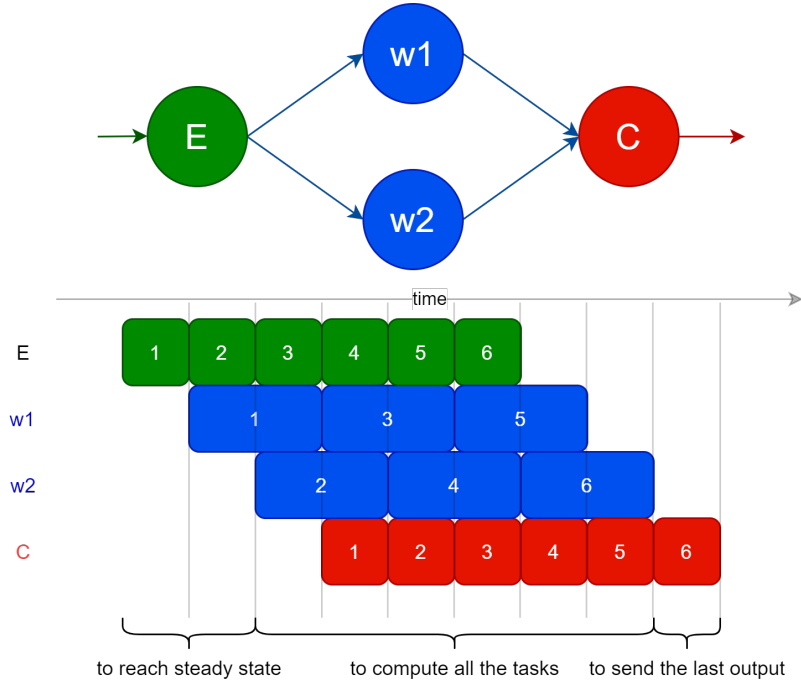 w1
E
C
w2
time
E 1 2 3 4 5 6
w1 1 3 5
w2 2 4 6
C 1 2 3 4 5 6
to reach steady state to compute all the tasks to send the last output